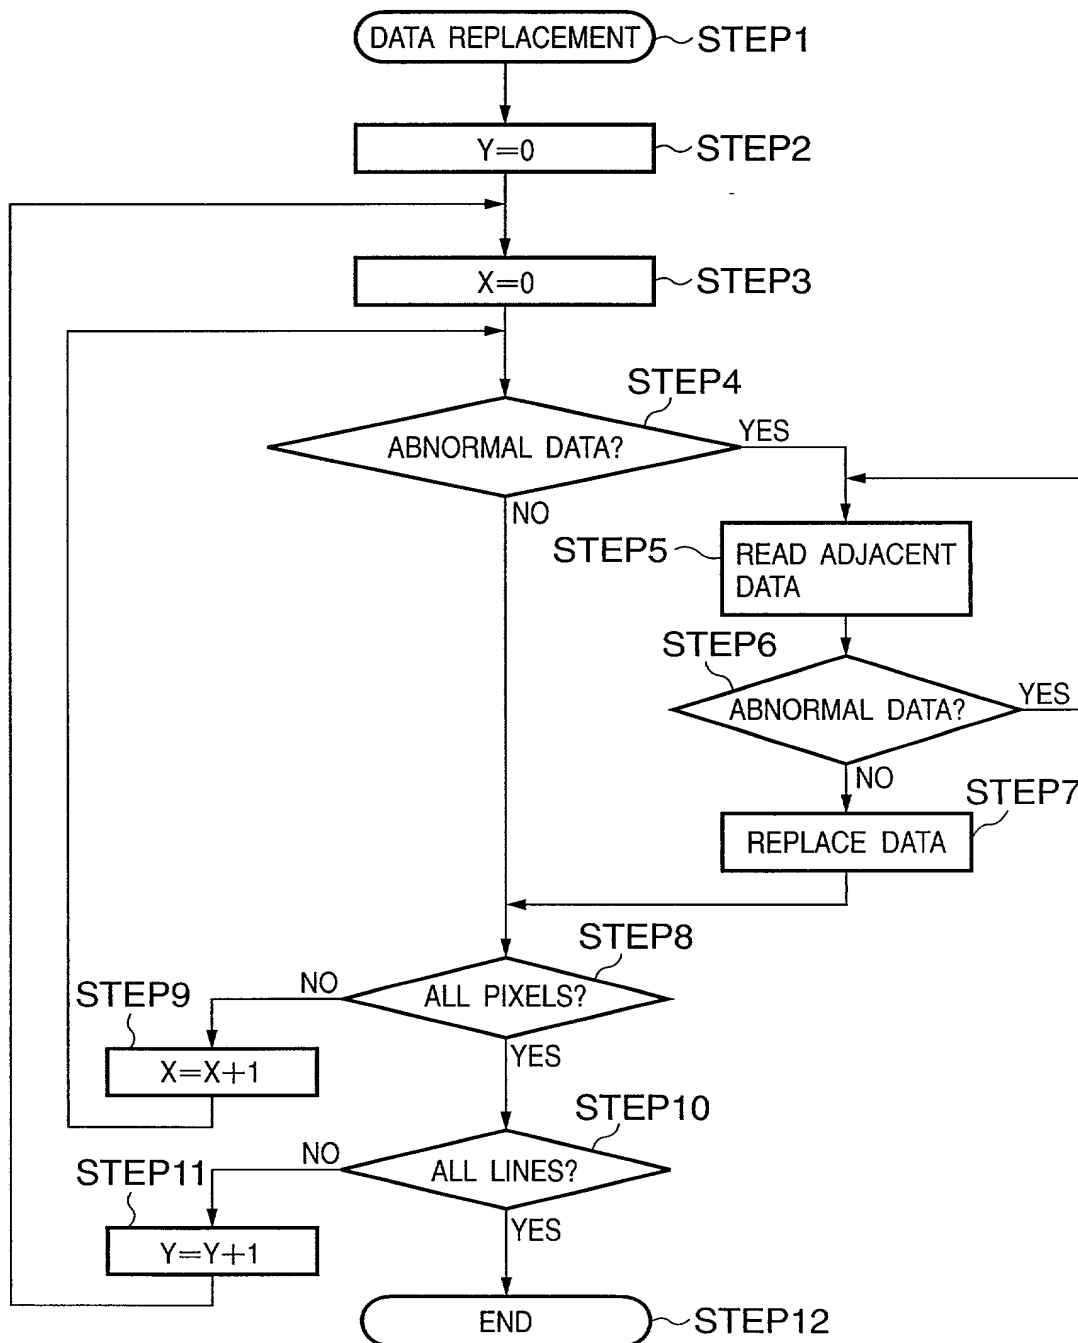 DATA REPLACEMENT STEP1
Y=0 STEP2
X=0 STEP3
STEP4
ABNORMAL DATA? YES
NO
STEP5 READ ADJACENT
DATA
STEP6
ABNORMAL DATA? YES
NO
STEP7
REPLACE DATA
STEP8
ALL PIXELS? NO
YES
STEP9
X=X+1
STEP10
ALL LINES? NO
YES
STEP11
Y=Y+1
END STEP12